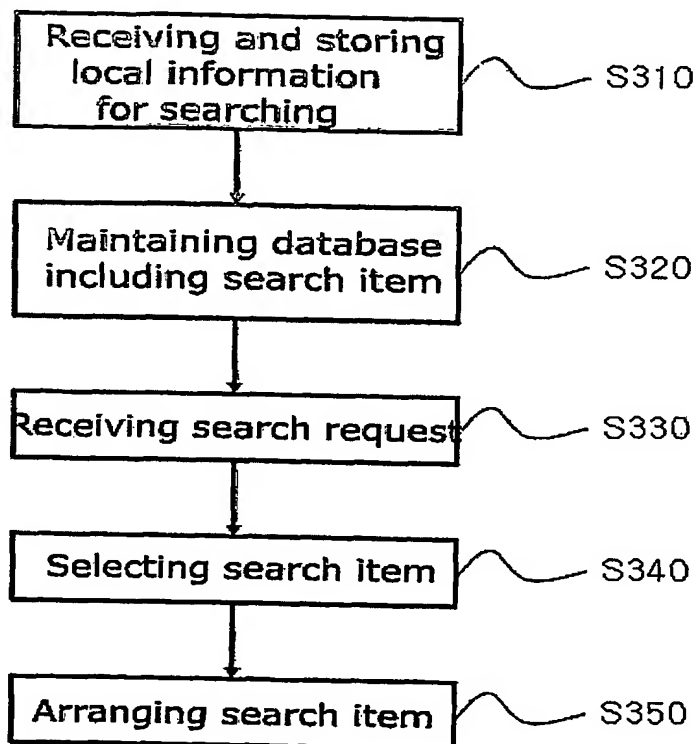 Receiving and storing
local information
for searching
S310
Maintaining database
including search item
S320
Receiving search request
S330
Selecting search item
S340
Arranging search item
S350